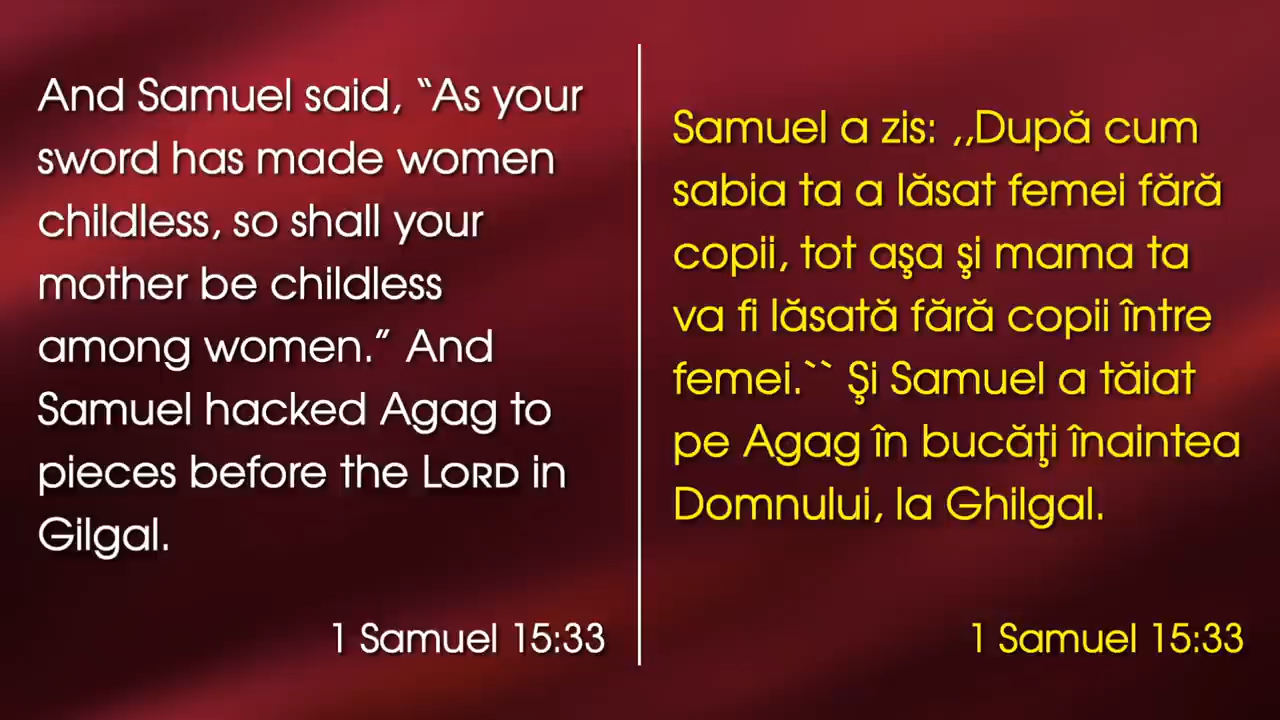 And Samuel said, “As your
sword has made women
childless, so shall your
mother be childless
among women.” And
Samuel hacked Agag to
pieces before the LORD in
Gilgal.
1 Samuel 15:33
Samuel a zis: ,,După cum
sabia ta a lăsat femei fără
copii, tot aşa şi mama ta
va fi lăsată fără copii între
femei.`` Şi Samuel a tăiat
pe Agag în bucăţi înaintea
Domnului, la Ghilgal.
1 Samuel 15:33